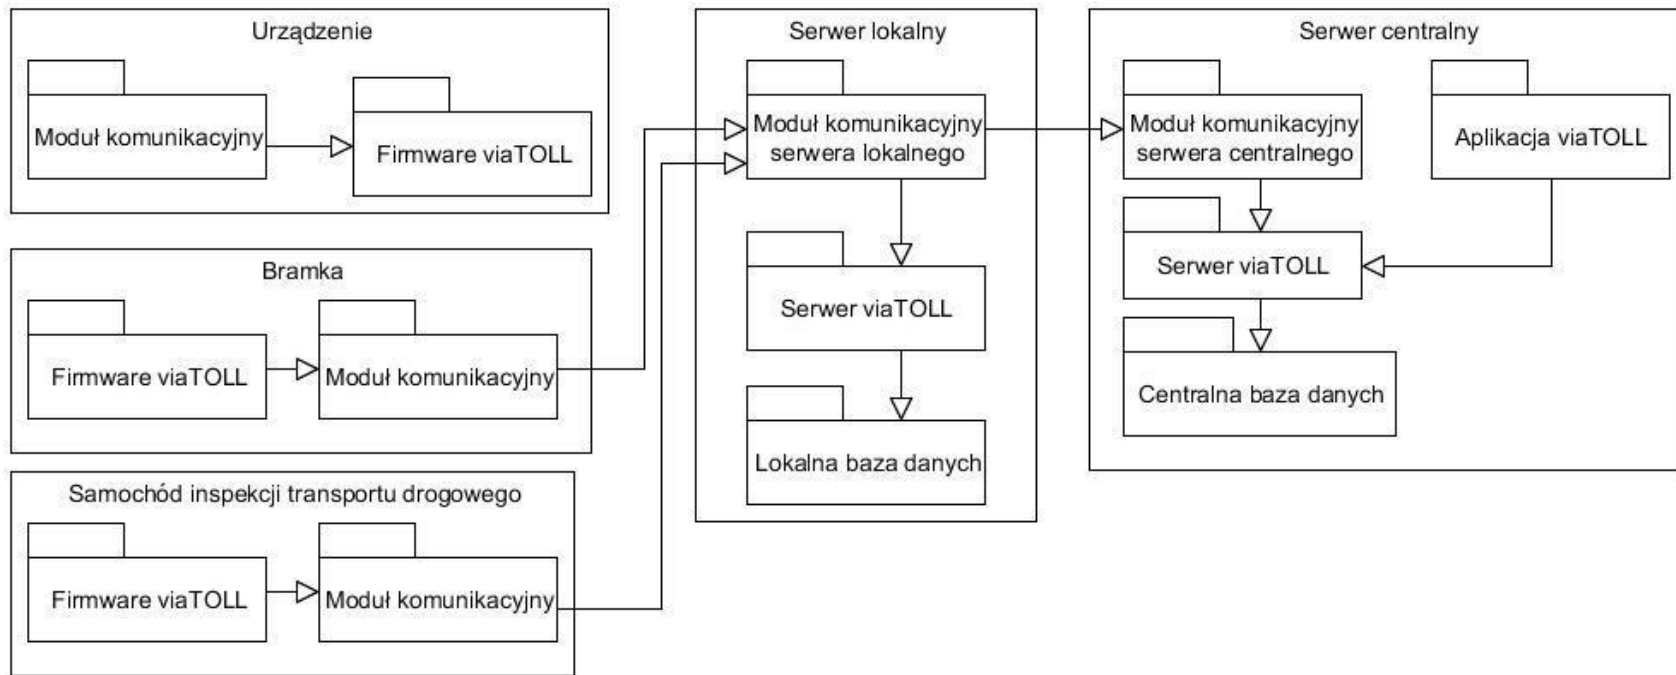 Urządzenie
Moduł komunikacyjny
Firmware viaTOLL
Bramka
Firmware viaTOLL
Moduł komunikacyjny
Samochód inspekcji transportu drogowego
Firmware viaTOLL
Moduł komunikacyjny
Serwer lokalny
Moduł komunikacyjny
serwera lokalnego
Serwer viaTOLL
Lokalna baza danych
Serwer centralny
Moduł komunikacyjny
serwera centralnego
Aplikacja viaTOLL
Serwer viaTOLL
Centralna baza danych